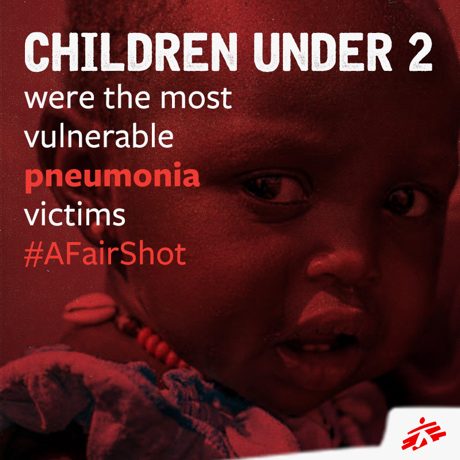 CHILDREN UNDER 2
were the most
vulnerable
pneumonia
victims
#AFairShot